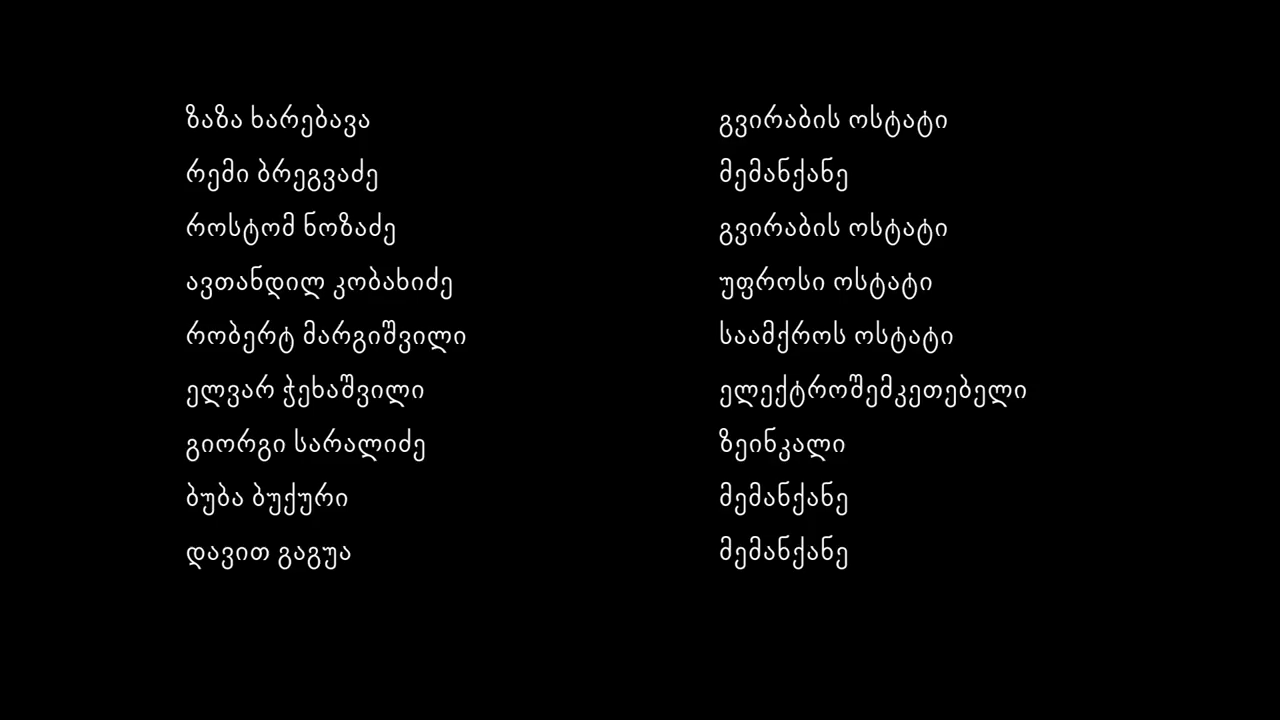 ზაზა ხარებავა გვირაბის ოსტატი
რემი ბრეგვაძე მემანქანე
როსტომ ნოზაძე გვირაბის ოსტატი
ავთანდილ კობახიძე უფროსი ოსტატი
რობერტ მარგიშვილი საამქროს ოსტატი
ელვარ ჭეხაშვილი ელექტროშემკეთებელი
გიორგი სარალიძე ზეინკალი
ბუბა ბუქური მემანქანე
დავით გაგუა მემანქანე